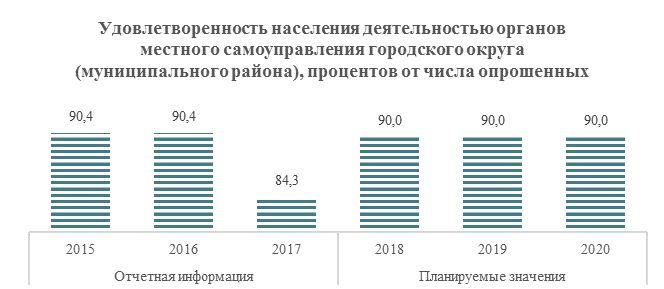 Удовлетворенность населения деятельностью органов
местного самоуправления городского округа
(муниципального района), процентов от числа опрошенных
90,4 90,4 84,3 90,0 90,0 90,0
2015 2016 2017 2018 2019 2020
Отчетная информация Планируемые значения